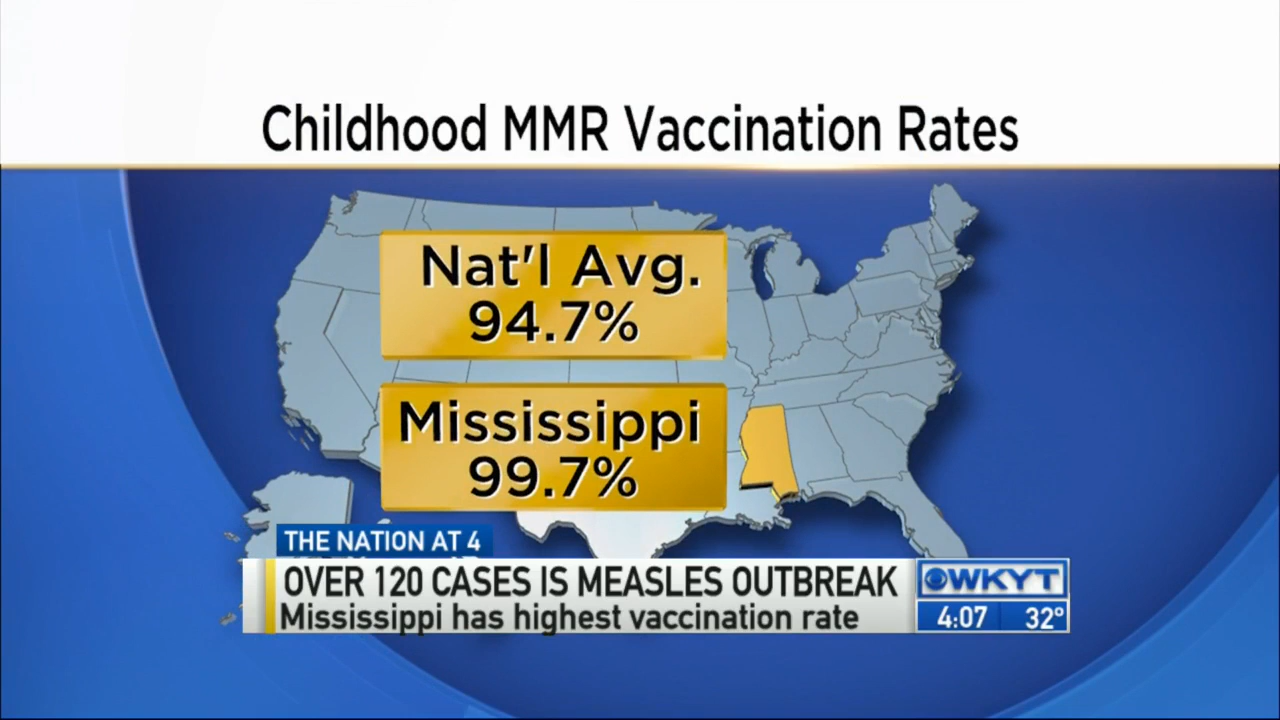 Childhood MMR Vaccination Rates
Nat'l Avg.
94.7%
Mississippi
99.7%
THE NATION AT 4
OVER 120 CASES IS MEASLES OUTBREAK
Mississippi has highest vaccination rate
WKYT
4:07 32°